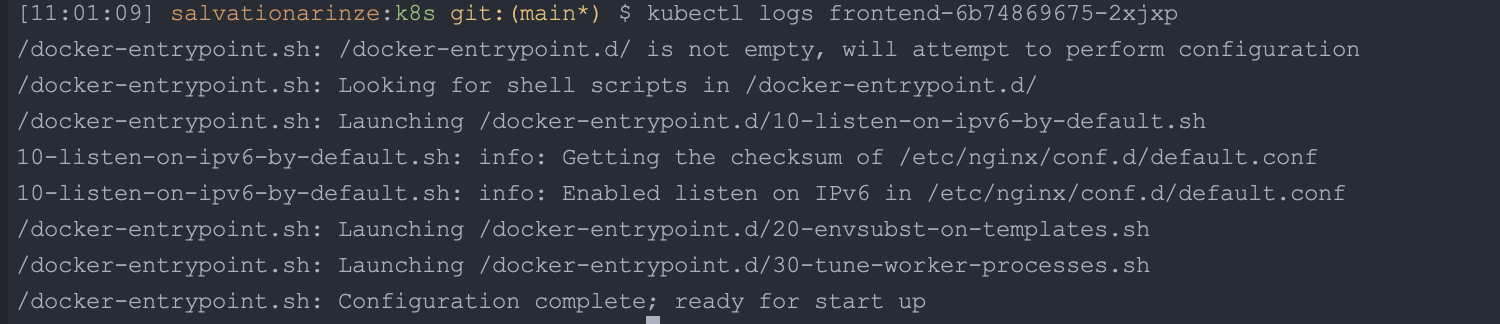 [11:01:09] salvationarinze:k8s git:(main*) $ kubectl logs frontend-6b74869675-2xjxp
/docker-entrypoint.sh: /docker-entrypoint.d/ is not empty, will attempt to perform configuration
/docker-entrypoint.sh: Looking for shell scripts in /docker-entrypoint.d/
/docker-entrypoint.sh: Launching /docker-entrypoint.d/10-listen-on-ipv6-by-default.sh
10-listen-on-ipv6-by-default.sh: info: Getting the checksum of /etc/nginx/conf.d/default.conf
10-listen-on-ipv6-by-default.sh: info: Enabled listen on IPv6 in /etc/nginx/conf.d/default.conf
/docker-entrypoint.sh: Launching /docker-entrypoint.d/20-envsubst-on-templates.sh
/docker-entrypoint.sh: Launching /docker-entrypoint.d/30-tune-worker-processes.sh
/docker-entrypoint.sh: Configuration complete; ready for start up